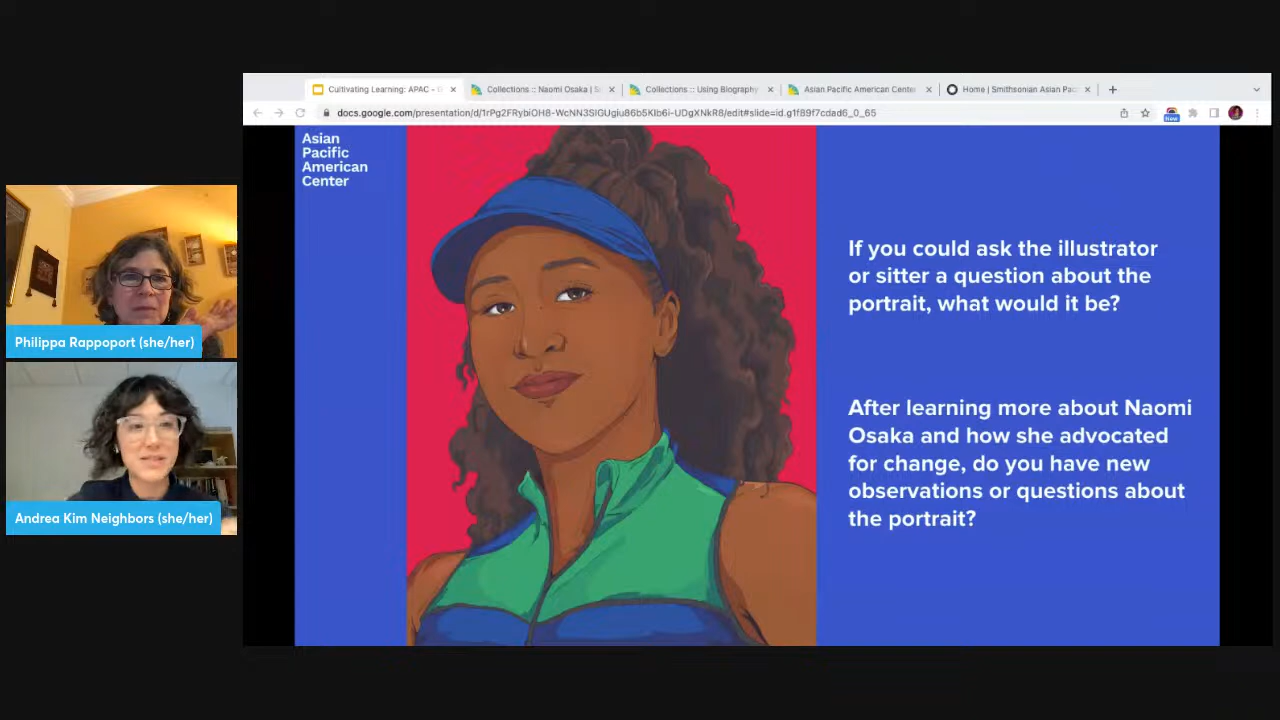 Cultivating Learning: APAC - G
Collections :: Naomi Osaka | S
Collections :: Using Biography
Asian Pacific American Center
Home | Smithsonian Asian Pac
docs.google.com/presentation/d/1rPg2FRybiOH8-WcNN3SIGUgiu86b5KIb6i-UDgXNkR8/edit#slide=id.g1f89f7cdad6_0_65
New
Asian
Pacific
American
Center
If you could ask the illustrator
or sitter a question about the
portrait, what would it be?
After learning more about Naomi
Osaka and how she advocated
for change, do you have new
observations or questions about
the portrait?
Philippa Rappoport (she/her)
Andrea Kim Neighbors (she/her)